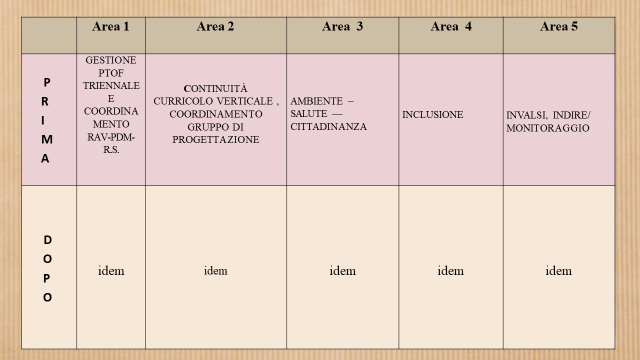 Area 1
Area 2
Area 3
Area 4
Area 5
P
R
I
M
A
GESTIONE
PTOF
TRIENNALE
E
COORDINA
MENTO
RAV-PDM-
R.S.
CONTINUITÀ
CURRICOLO VERTICALE ,
COORDINAMENTO
GRUPPO DI
PROGETTAZIONE
AMBIENTE –
SALUTE —
CITTADINANZA
INCLUSIONE
INVALSI, INDIRE/
MONITORAGGIO
D
O
P
O
idem
idem
idem
idem
idem